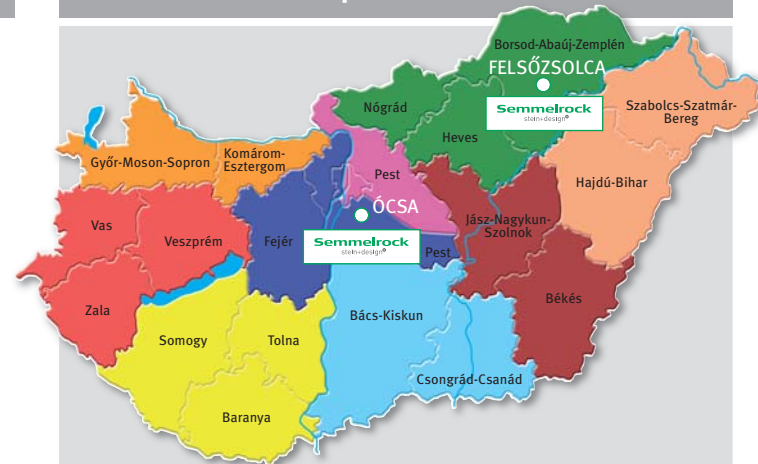 Borsod-Abaúj-Zemplén
FELSŐZSOLCA
Semmelrock
stein+design®
Nógrád
Heves
Szabolcs-Szatmár-
Bereg
Hajdú-Bihar
Győr-Moson-Sopron
Komárom-
Esztergom
Pest
ÓCSA
Semmelrock
stein+design®
Pest
Jász-Nagykun-
Szolnok
Vas
Veszprém
Fejér
Zala
Somogy
Tolna
Baranya
Bács-Kiskun
Békés
Csongrád-Csanád